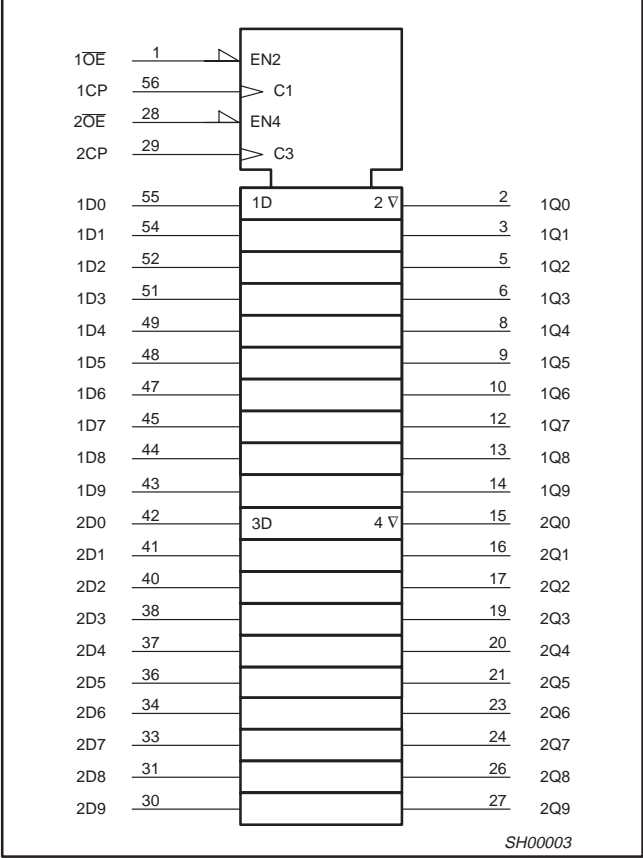 1O̅E̅ 1 EN2
1CP 56 C1
2O̅E̅ 28 EN4
2CP 29 C3
1D0 55 1D 2 ∇ 2 1Q0
1D1 54 3 1Q1
1D2 52 5 1Q2
1D3 51 6 1Q3
1D4 49 8 1Q4
1D5 48 9 1Q5
1D6 47 10 1Q6
1D7 45 12 1Q7
1D8 44 13 1Q8
1D9 43 14 1Q9
2D0 42 3D 4 ∇ 15 2Q0
2D1 41 16 2Q1
2D2 40 17 2Q2
2D3 38 19 2Q3
2D4 37 20 2Q4
2D5 36 21 2Q5
2D6 34 23 2Q6
2D7 33 24 2Q7
2D8 31 26 2Q8
2D9 30 27 2Q9
SH00003